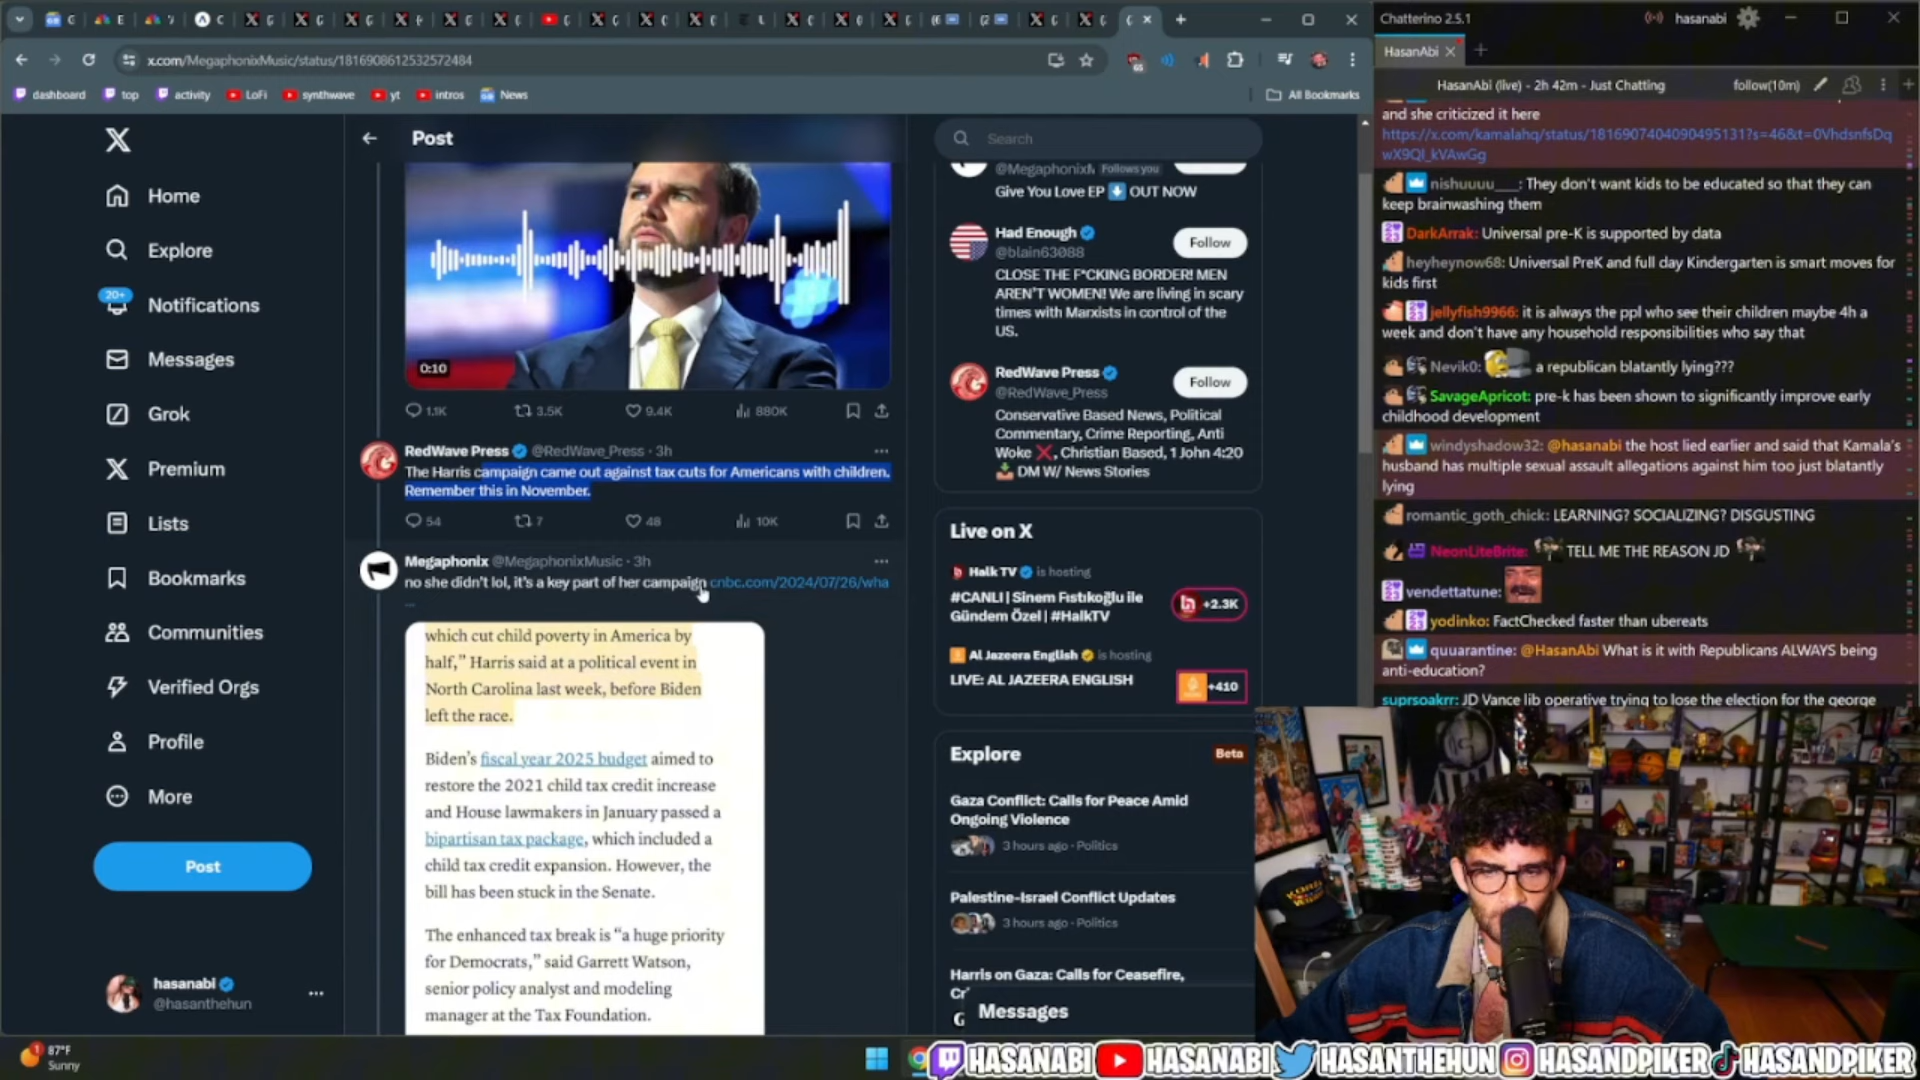 x.com/MegaphonixMusic/status/1816908612532572484
dashboard
top
activity
LoFi
synthwave
yt
intros
News
All Bookmarks
Home
Explore
20+
Notifications
Messages
Grok
Premium
Lists
Bookmarks
Communities
Verified Orgs
Profile
More
Post
hasanabi
@hasanthehun
Post
0:10
1.1K
3.5K
9.4K
880K
RedWave Press @RedWave_Press · 3h
The Harris campaign came out against tax cuts for Americans with children.
Remember this in November.
54
7
48
10K
Megaphonix @MegaphonixMusic · 3h
no she didn't lol, it's a key part of her campaign cnbc.com/2024/07/26/wha
...
which cut child poverty in America by
half,” Harris said at a political event in
North Carolina last week, before Biden
left the race.
Biden’s fiscal year 2025 budget aimed to
restore the 2021 child tax credit increase
and House lawmakers in January passed a
bipartisan tax package, which included a
child tax credit expansion. However, the
bill has been stuck in the Senate.
The enhanced tax break is “a huge priority
for Democrats,” said Garrett Watson,
senior policy analyst and modeling
manager at the Tax Foundation.
Search
Follows you
Give You Love EP ⬇ OUT NOW
Had Enough
@blain63088
Follow
CLOSE THE F*CKING BORDER! MEN
AREN'T WOMEN! We are living in scary
times with Marxists in control of the
US.
RedWave Press
@RedWave_Press
Follow
Conservative Based News, Political
Commentary, Crime Reporting, Anti
Woke ❌, Christian Based, 1 John 4:20
DM W/ News Stories
Live on X
Halk TV is hosting
#CANLI | Sinem Fıstıkoğlu ile
Gündem Özel | #HalkTV
+2.3K
Al Jazeera English is hosting
LIVE: AL JAZEERA ENGLISH
+410
Explore
Beta
Gaza Conflict: Calls for Peace Amid
Ongoing Violence
3 hours ago · Politics
Palestine-Israel Conflict Updates
3 hours ago · Politics
Harris on Gaza: Calls for Ceasefire,
Messages
Chatterino 2.5.1
hasanabi
HasanAbi
HasanAbi (live) - 2h 42m - Just Chatting
follow(10m)
and she criticized it here
nishuuuu___: They don't want kids to be educated so that they can
keep brainwashing them
DarkArrak: Universal pre-K is supported by data
heyheynow68: Universal PreK and full day Kindergarten is smart moves for
kids first
jellyfish9966: it is always the ppl who see their children maybe 4h a
week and don't have any household responsibilities who say that
Nevik0: a republican blatantly lying???
SavageApricot: pre-k has been shown to significantly improve early
childhood development
windyshadow32: @hasanabi the host lied earlier and said that Kamala's
husband has multiple sexual assault allegations against him too just blatantly
lying
romantic_goth_chick: LEARNING? SOCIALIZING? DISGUSTING
NeonLiteBrite: TELL ME THE REASON JD
vendettatune:
yodinko: FactChecked faster than ubereats
quuarantine: @HasanAbi What is it with Republicans ALWAYS being
anti-education?
suprsoakrr: JD Vance lib operative trying to lose the election for the george
87°F
Sunny
HASANABI
HASANABI
HASANTHEHUN
HASANDPIKER
HASANDPIKER